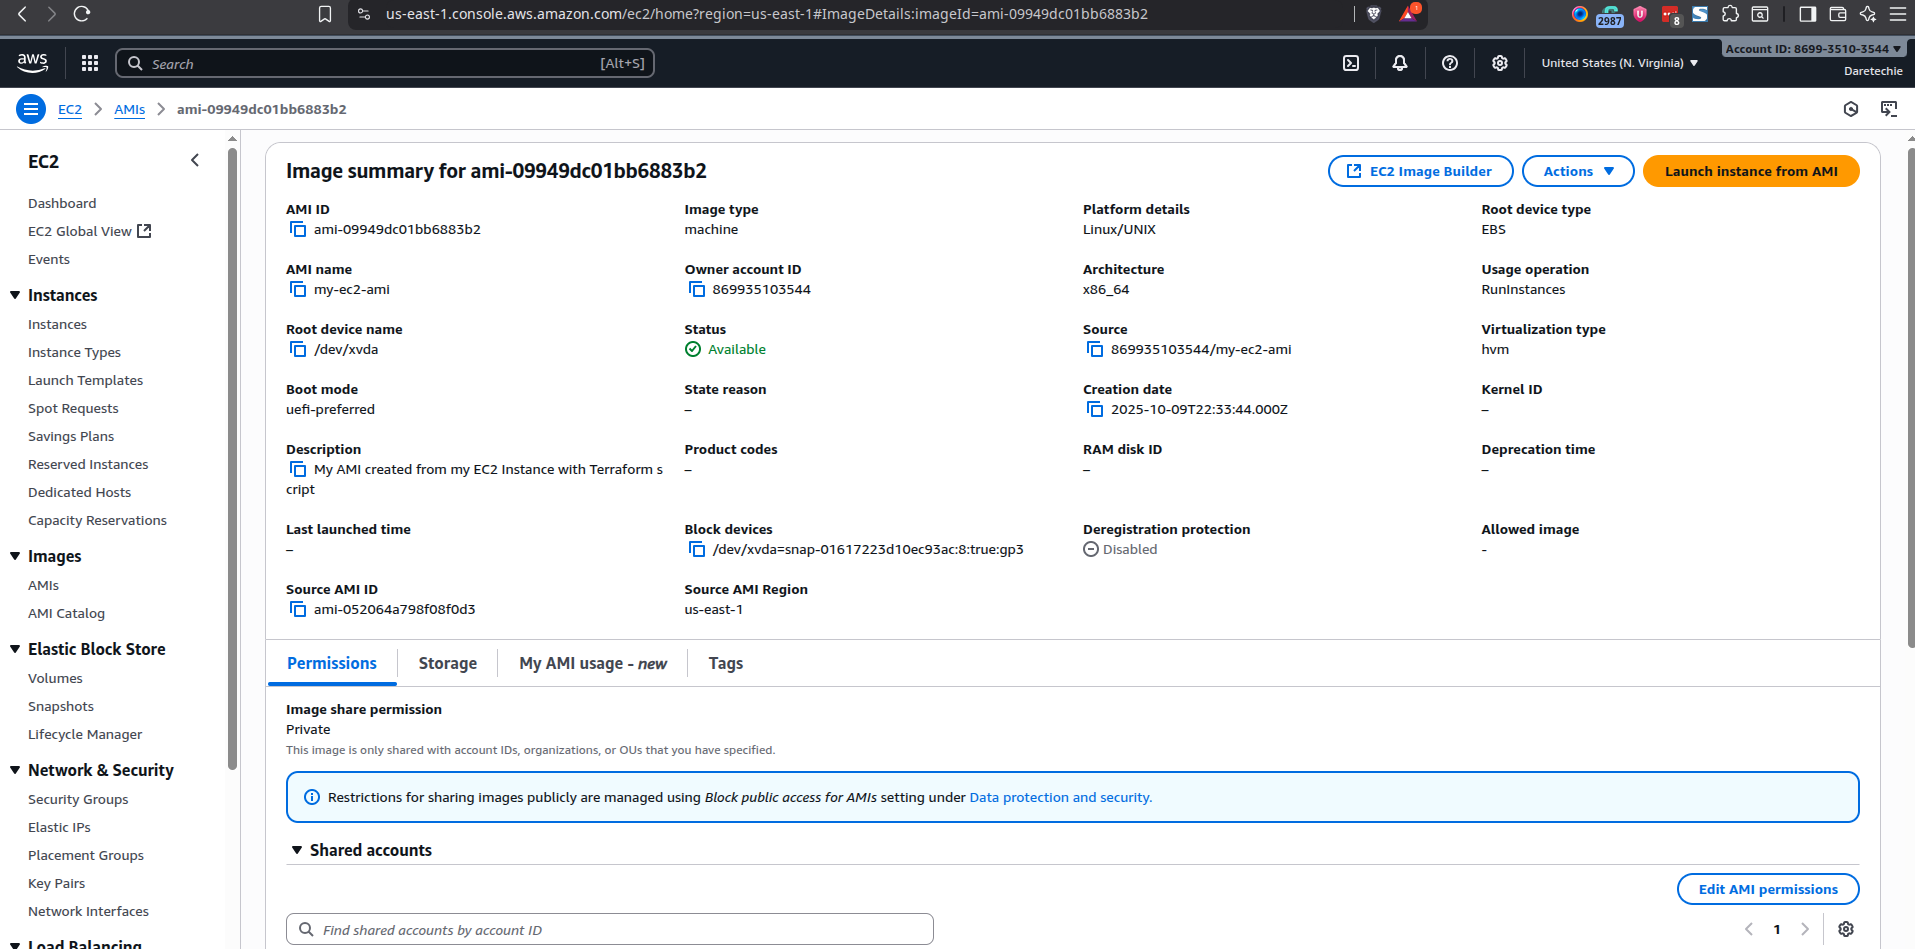 us-east-1.console.aws.amazon.com/ec2/home?region=us-east-1#ImageDetails:imageId=ami-09949dc01bb6883b2
1
2987
8
aws
Search
[Alt+S]
United States (N. Virginia)
Account ID: 8699-3510-3544
Daretechie
EC2
AMIs
ami-09949dc01bb6883b2
EC2
Dashboard
EC2 Global View
Events
Instances
Instances
Instance Types
Launch Templates
Spot Requests
Savings Plans
Reserved Instances
Dedicated Hosts
Capacity Reservations
Images
AMIs
AMI Catalog
Elastic Block Store
Volumes
Snapshots
Lifecycle Manager
Network & Security
Security Groups
Elastic IPs
Placement Groups
Key Pairs
Network Interfaces
Load Balancing
Image summary for ami-09949dc01bb6883b2
EC2 Image Builder
Actions
Launch instance from AMI
AMI ID
ami-09949dc01bb6883b2
Image type
machine
Platform details
Linux/UNIX
Root device type
EBS
AMI name
my-ec2-ami
Owner account ID
869935103544
Architecture
x86_64
Usage operation
RunInstances
Root device name
/dev/xvda
Status
Available
Source
869935103544/my-ec2-ami
Virtualization type
hvm
Boot mode
uefi-preferred
State reason
–
Creation date
2025-10-09T22:33:44.000Z
Kernel ID
–
Description
My AMI created from my EC2 Instance with Terraform s
cript
Product codes
–
RAM disk ID
–
Deprecation time
–
Last launched time
–
Block devices
/dev/xvda=snap-01617223d10ec93ac:8:true:gp3
Deregistration protection
Disabled
Allowed image
-
Source AMI ID
ami-052064a798f08f0d3
Source AMI Region
us-east-1
Permissions
Storage
My AMI usage - new
Tags
Image share permission
Private
This image is only shared with account IDs, organizations, or OUs that you have specified.
Restrictions for sharing images publicly are managed using Block public access for AMIs setting under Data protection and security.
Shared accounts
Edit AMI permissions
Find shared accounts by account ID
1